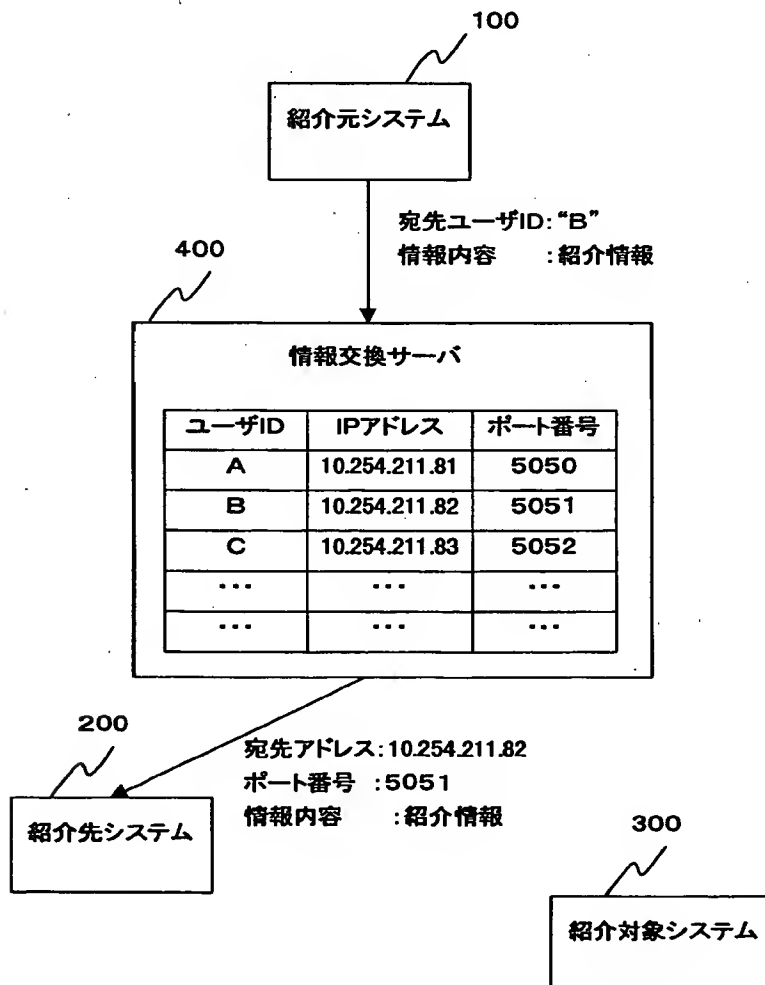 100
紹介元システム
宛先ユーザID:“B”
情報内容 :紹介情報
400
情報交換サーバ
ユーザID IPアドレス ポート番号
A 10.254.211.81 5050
B 10.254.211.82 5051
C 10.254.211.83 5052
... ... ...
... ... ...
200
宛先アドレス:10.254.211.82
ポート番号 :5051
情報内容 :紹介情報
紹介先システム
300
紹介対象システム